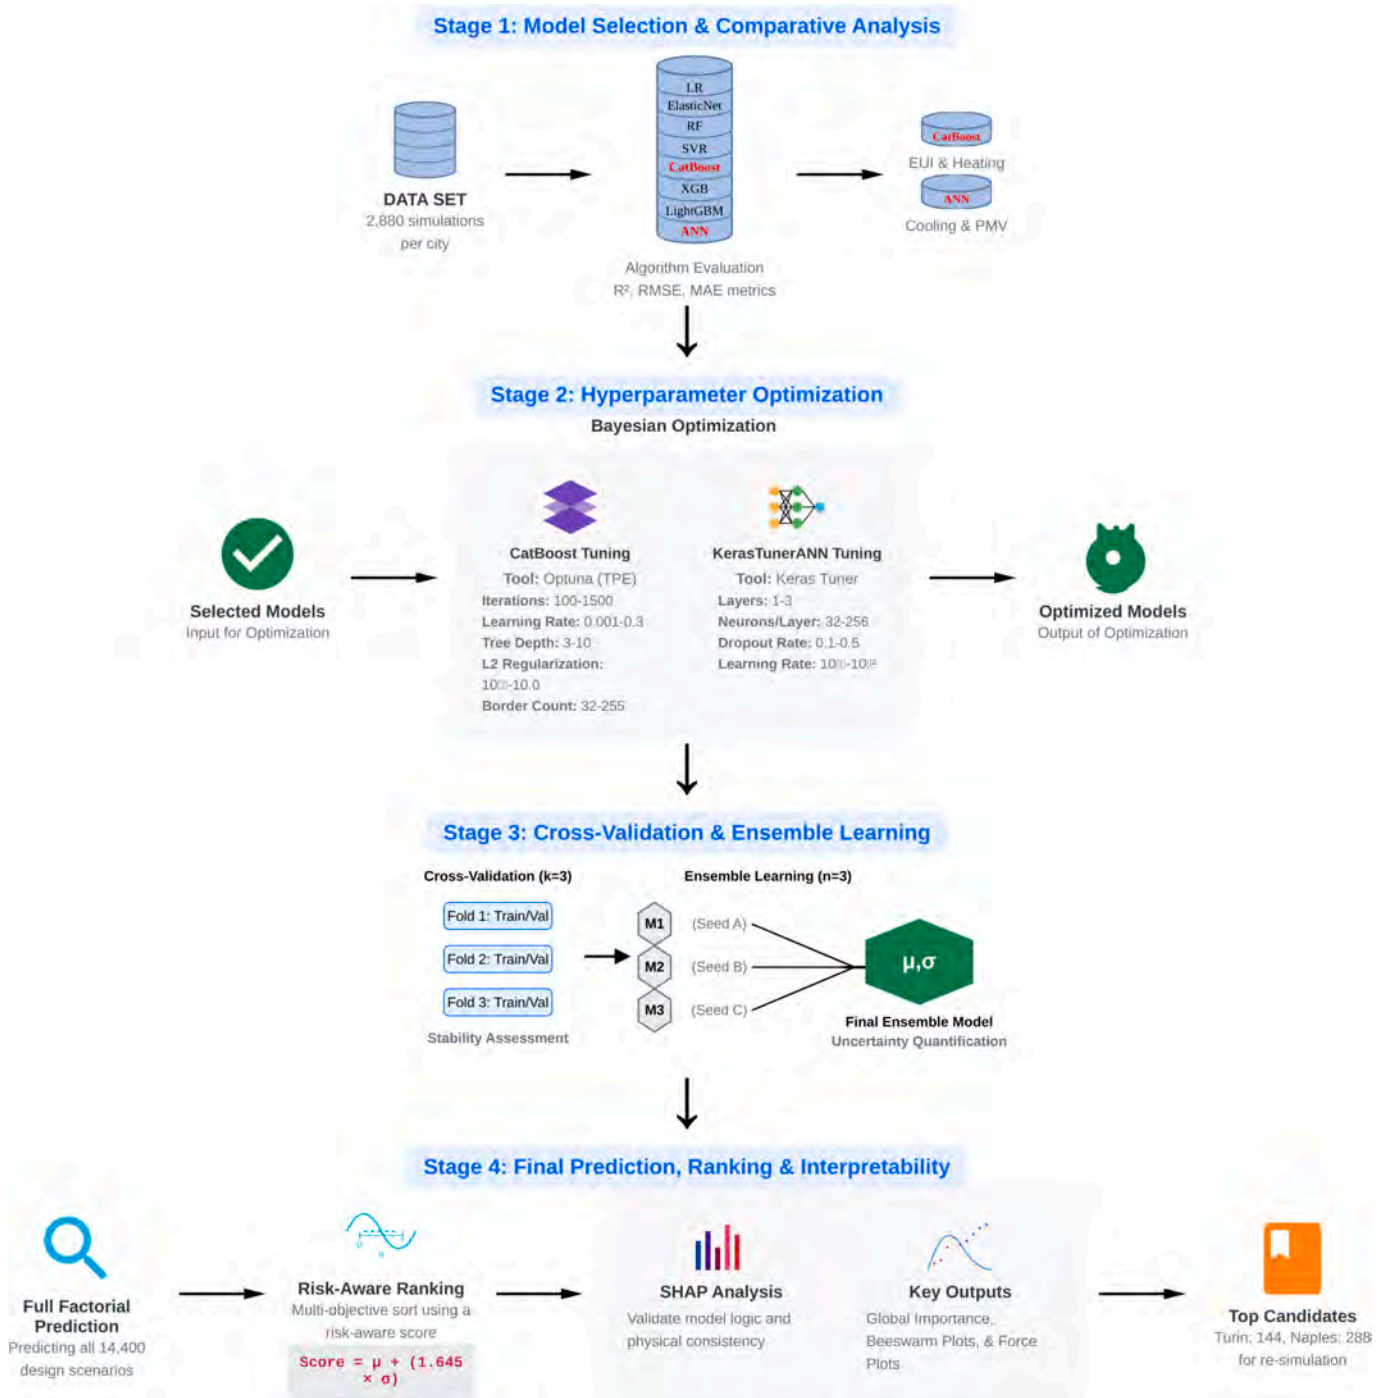 Stage 1: Model Selection & Comparative Analysis
DATA SET
2,880 simulations
per city
LR
ElasticNet
RF
SVR
CatBoost
XGB
LightGBM
ANN
Algorithm Evaluation
R², RMSE, MAE metrics
CatBoost
EUI & Heating
ANN
Cooling & PMV
Stage 2: Hyperparameter Optimization
Bayesian Optimization
Selected Models
Input for Optimization
CatBoost Tuning
Tool: Optuna (TPE)
Iterations: 100-1500
Learning Rate: 0.001-0.3
Tree Depth: 3-10
L2 Regularization:
10▯▯-10.0
Border Count: 32-255
KerasTunerANN Tuning
Tool: Keras Tuner
Layers: 1-3
Neurons/Layer: 32-256
Dropout Rate: 0.1-0.5
Learning Rate: 10▯▯-10▯²
Optimized Models
Output of Optimization
Stage 3: Cross-Validation & Ensemble Learning
Cross-Validation (k=3)
Fold 1: Train/Val
Fold 2: Train/Val
Fold 3: Train/Val
Stability Assessment
Ensemble Learning (n=3)
M1 (Seed A)
M2 (Seed B)
M3 (Seed C)
μ,σ
Final Ensemble Model
Uncertainty Quantification
Stage 4: Final Prediction, Ranking & Interpretability
Full Factorial
Prediction
Predicting all 14,400
design scenarios
Risk-Aware Ranking
Multi-objective sort using a
risk-aware score
Score = μ + (1.645
× σ)
SHAP Analysis
Validate model logic and
physical consistency
Key Outputs
Global Importance,
Beeswarm Plots, & Force
Plots
Top Candidates
Turin: 144, Naples: 288
for re-simulation